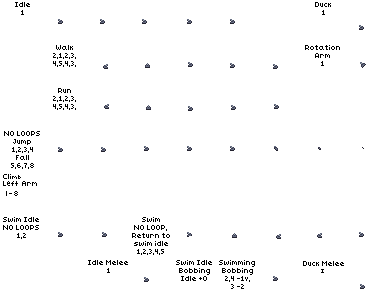 Idle
1
Duck
1
Walk
2,1,2,3,
4,5,4,3,
Rotation
Arm
1
Run
2,1,2,3,
4,5,4,3,
NO LOOPS
Jump
1,2,3,4
Fall
5,6,7,8
Climb
Left Arm
1-8
Swim Idle
NO LOOPS
1,2
Swim
NO LOOP,
Return to
swim idle
1,2,3,4,5
Idle Melee
1
Swim Idle
Bobbing
Idle +0
Swimming
Bobbing
2,4 -1v,
3 -2
Duck Melee
1